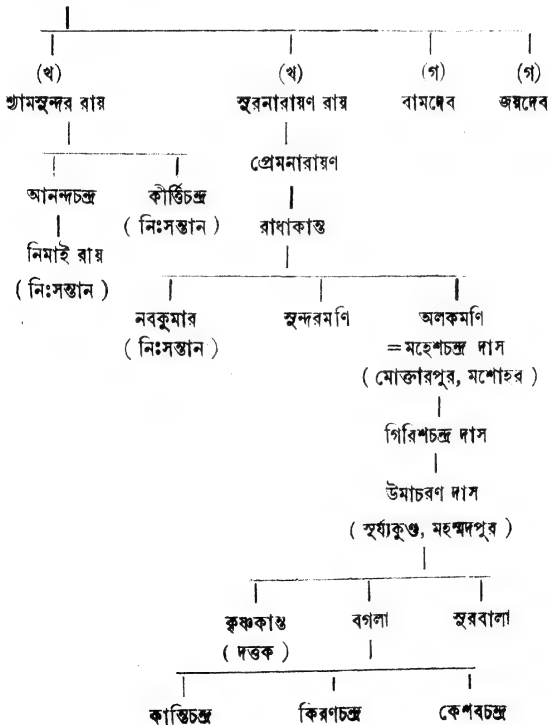 (খ) (খ) (গ) (গ)
শ্যামসুন্দর রায় সুরনারায়ণ রায় বামদেব জয়দেব
প্রেমনারায়ণ
আনন্দচন্দ্র কীর্ত্তিচন্দ্র
( নিঃসন্তান ) রাধাকান্ত
নিমাই রায়
( নিঃসন্তান )
নবকুমার সুন্দরমণি অলকমণি
( নিঃসন্তান ) =মহেশচন্দ্র দাস
( মোক্তারপুর, যশোহর )
গিরিশচন্দ্র দাস
উমাচরণ দাস
( সূর্য্যকুণ্ড, মহম্মদপুর )
কৃষ্ণকান্ত বগলা সুরবালা
( দত্তক )
কান্তিচন্দ্র কিরণচন্দ্র কেশবচন্দ্র